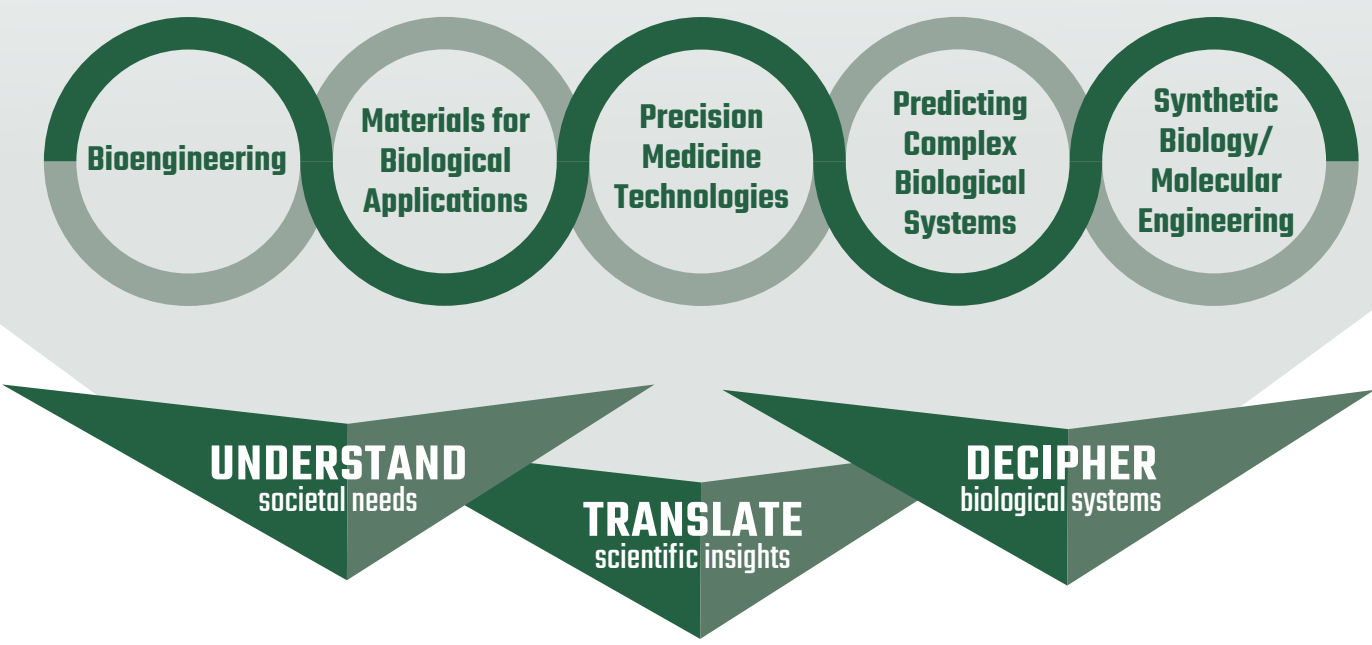 Bioengineering
Materials for
Biological
Applications
Precision
Medicine
Technologies
Predicting
Complex
Biological
Systems
Synthetic
Biology/
Molecular
Engineering
UNDERSTAND
societal needs
TRANSLATE
scientific insights
DECIPHER
biological systems